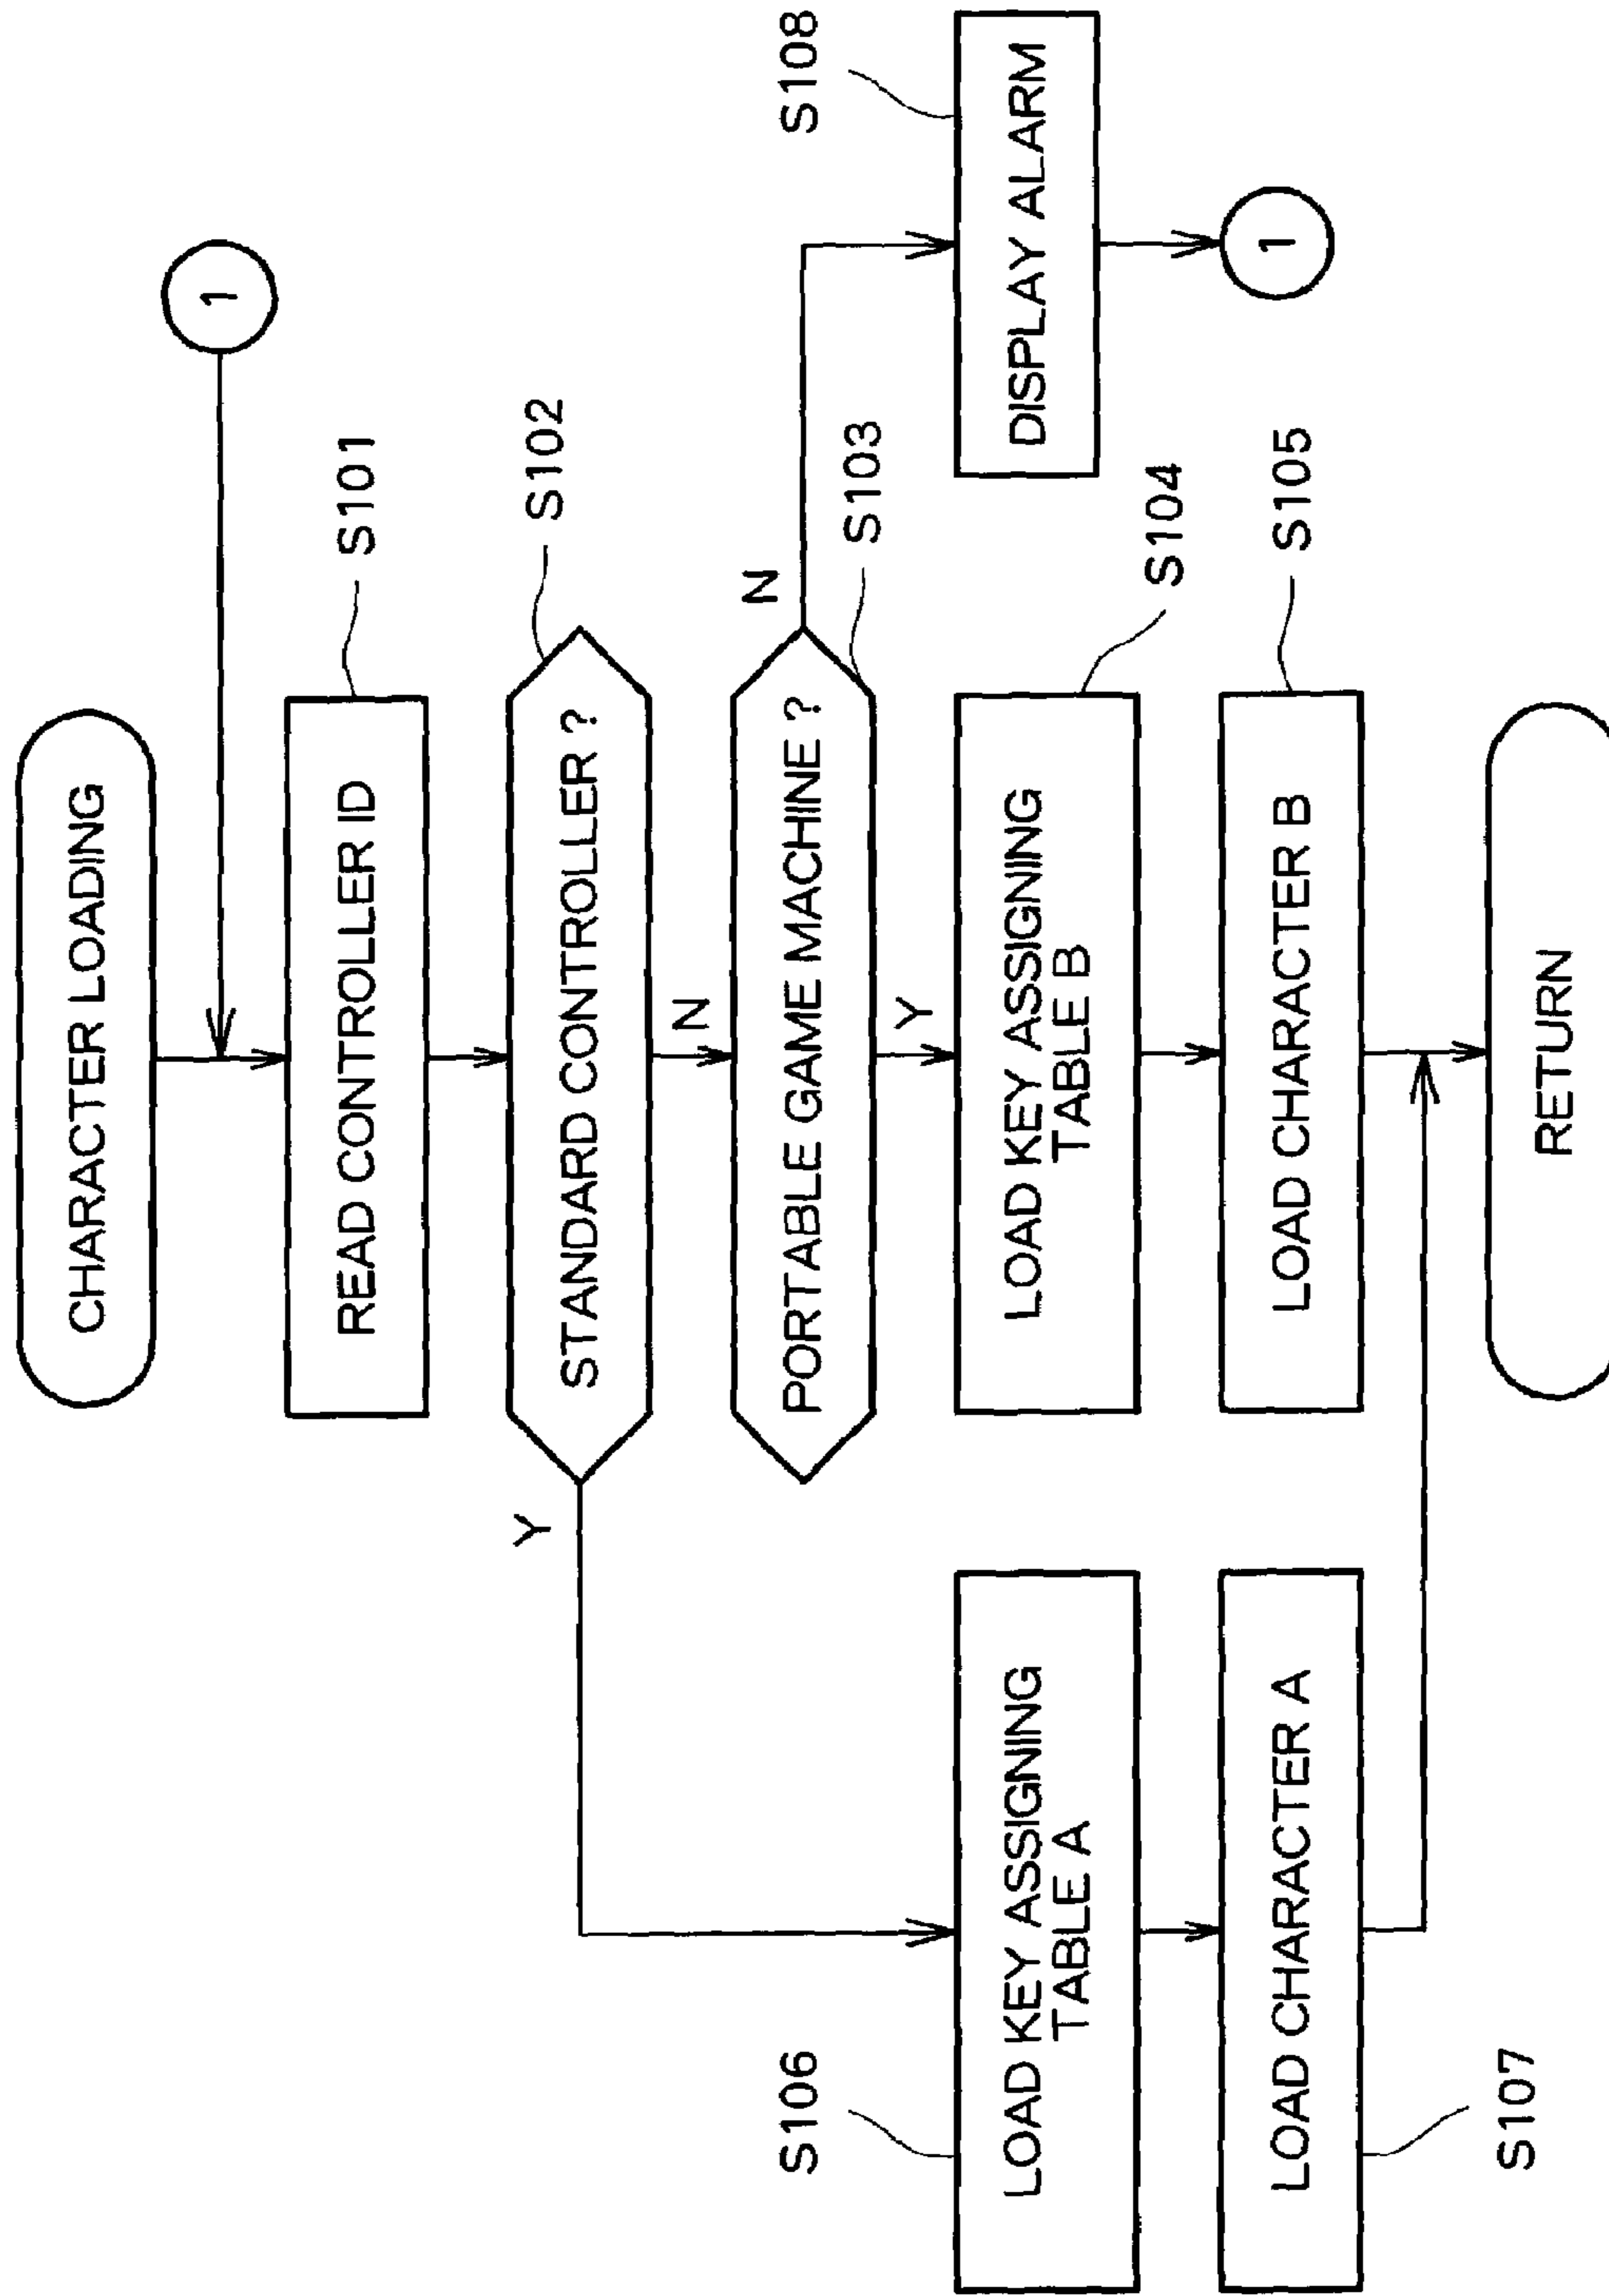 CHARACTER LOADING
1
READ CONTROLLER ID
S101
STANDARD CONTROLLER ?
S102
Y
N
PORTABLE GAME MACHINE ?
S103
N
Y
S106
LOAD KEY ASSIGNING
TABLE A
LOAD KEY ASSIGNING
TABLE B
S104
DISPLAY ALARM
S108
LOAD CHARACTER A
S107
LOAD CHARACTER B
S105
1
RETURN